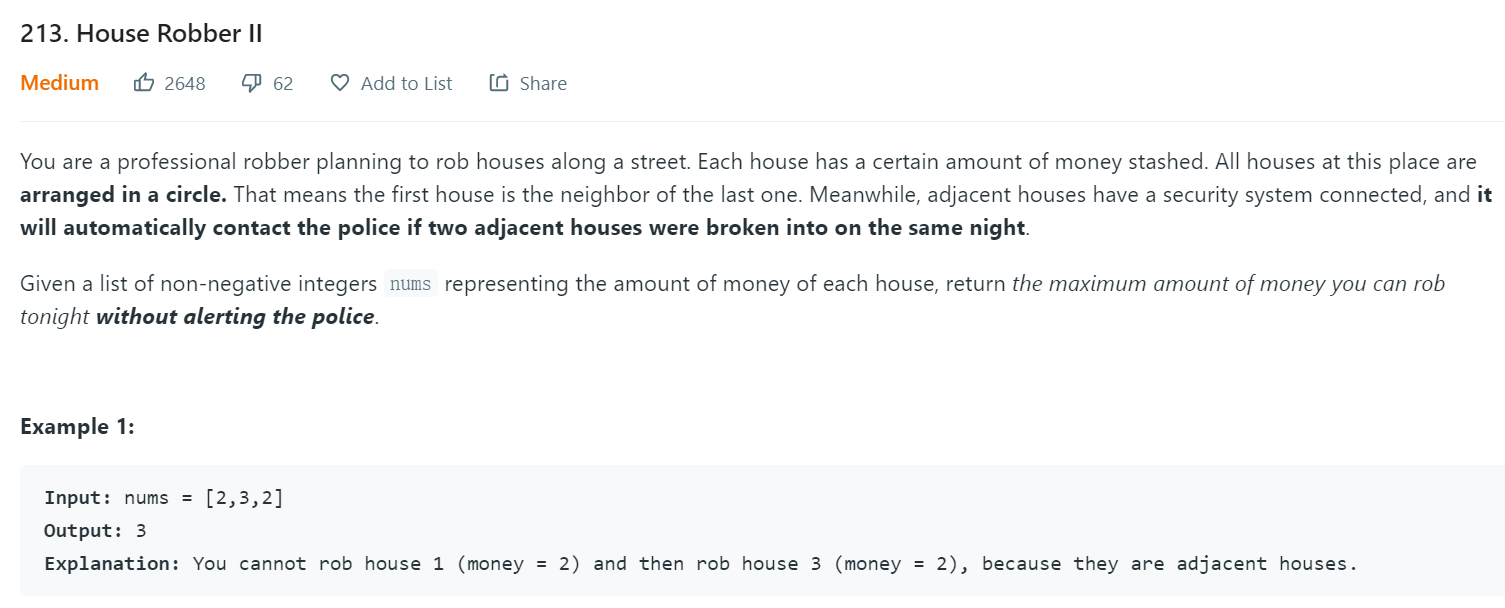 213. House Robber II
Medium 2648 62 Add to List Share
You are a professional robber planning to rob houses along a street. Each house has a certain amount of money stashed. All houses at this place are
arranged in a circle. That means the first house is the neighbor of the last one. Meanwhile, adjacent houses have a security system connected, and it
will automatically contact the police if two adjacent houses were broken into on the same night.
Given a list of non-negative integers nums representing the amount of money of each house, return the maximum amount of money you can rob
tonight without alerting the police.
Example 1:
Input: nums = [2,3,2]
Output: 3
Explanation: You cannot rob house 1 (money = 2) and then rob house 3 (money = 2), because they are adjacent houses.